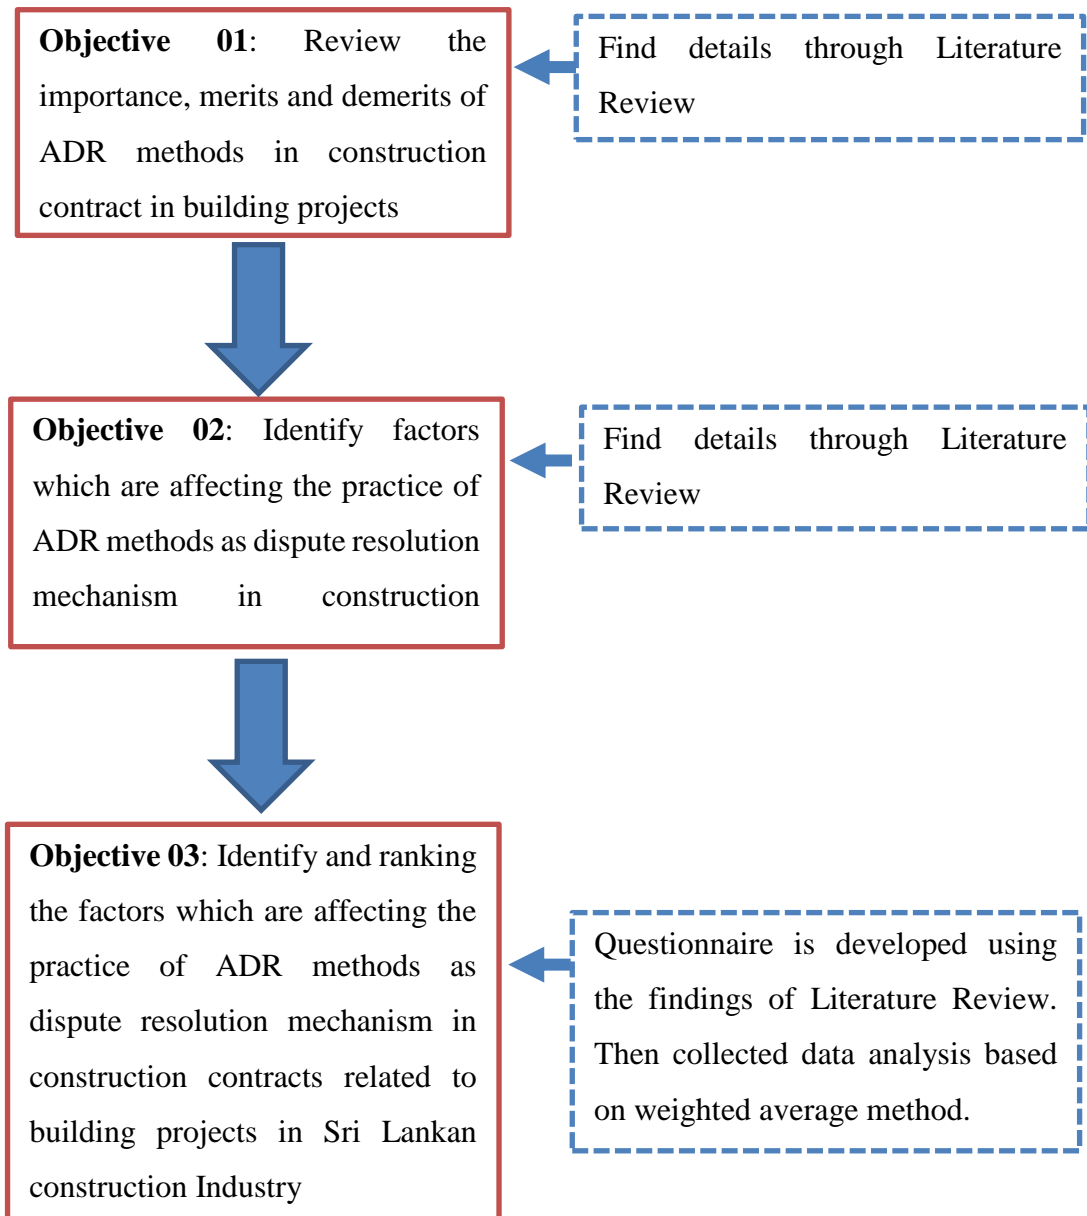 Objective 01: Review the
importance, merits and demerits of
ADR methods in construction
contract in building projects
Find details through Literature
Review
Objective 02: Identify factors
which are affecting the practice of
ADR methods as dispute resolution
mechanism in construction
Find details through Literature
Review
Objective 03: Identify and ranking
the factors which are affecting the
practice of ADR methods as
dispute resolution mechanism in
construction contracts related to
building projects in Sri Lankan
construction Industry
Questionnaire is developed using
the findings of Literature Review.
Then collected data analysis based
on weighted average method.